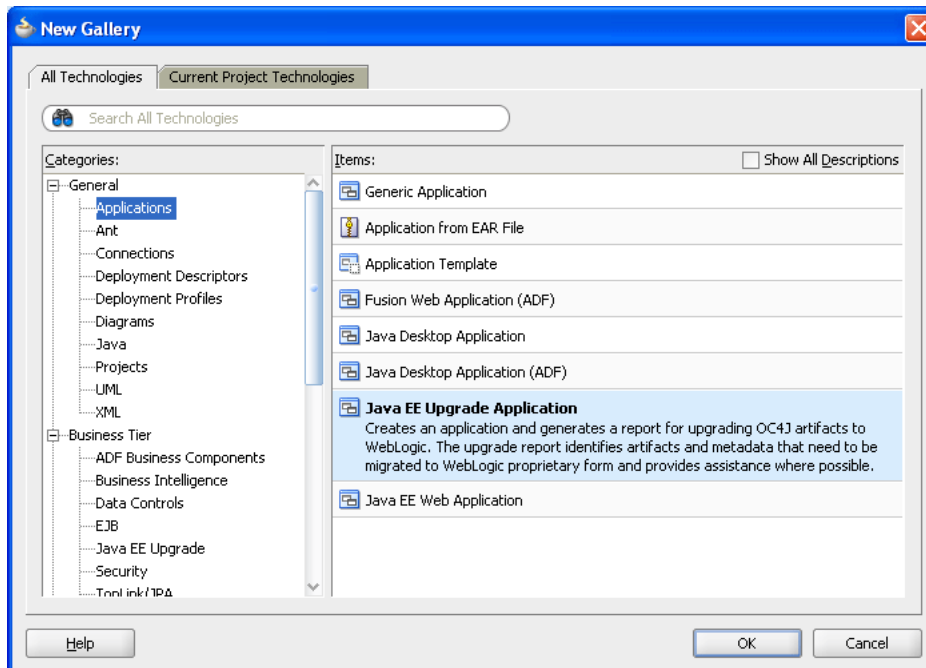 New Gallery
All Technologies
Current Project Technologies
Search All Technologies
Categories:
General
Applications
Ant
Connections
Deployment Descriptors
Deployment Profiles
Diagrams
Java
Projects
UML
XML
Business Tier
ADF Business Components
Business Intelligence
Data Controls
EJB
Java EE Upgrade
Security
TopLink/JPA
Items:
Show All Descriptions
Generic Application
Application from EAR File
Application Template
Fusion Web Application (ADF)
Java Desktop Application
Java Desktop Application (ADF)
Java EE Upgrade Application
Creates an application and generates a report for upgrading OC4J artifacts to
WebLogic. The upgrade report identifies artifacts and metadata that need to be
migrated to WebLogic proprietary form and provides assistance where possible.
Java EE Web Application
Help
OK
Cancel